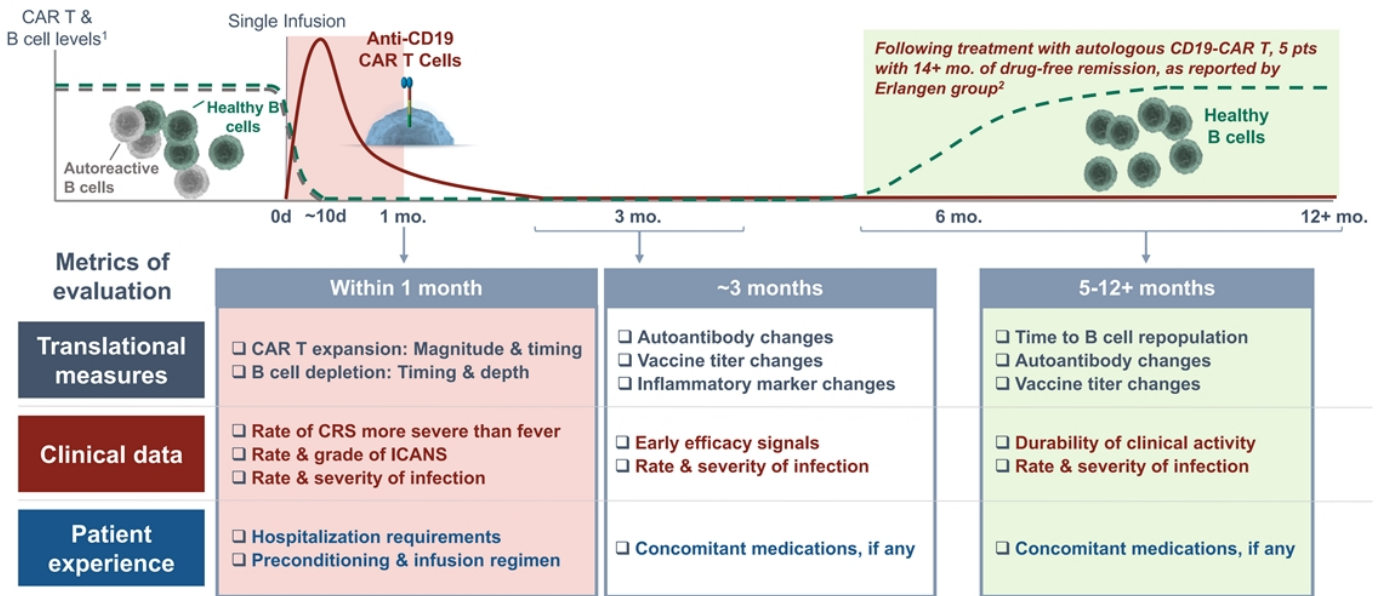 CAR T &
B cell levels1
Single Infusion
Anti-CD19
CAR T Cells
Following treatment with autologous CD19-CAR T, 5 pts
with 14+ mo. of drug-free remission, as reported by
Erlangen group2
Healthy B
cells
Autoreactive
B cells
Healthy
B cells
0d ~10d 1 mo. 3 mo. 6 mo. 12+ mo.
Metrics of
evaluation
Within 1 month
~3 months
5-12+ months
Translational
measures
❑ CAR T expansion: Magnitude & timing
❑ B cell depletion: Timing & depth
❑ Autoantibody changes
❑ Vaccine titer changes
❑ Inflammatory marker changes
❑ Time to B cell repopulation
❑ Autoantibody changes
❑ Vaccine titer changes
Clinical data
❑ Rate of CRS more severe than fever
❑ Rate & grade of ICANS
❑ Rate & severity of infection
❑ Early efficacy signals
❑ Rate & severity of infection
❑ Durability of clinical activity
❑ Rate & severity of infection
Patient
experience
❑ Hospitalization requirements
❑ Preconditioning & infusion regimen
❑ Concomitant medications, if any
❑ Concomitant medications, if any